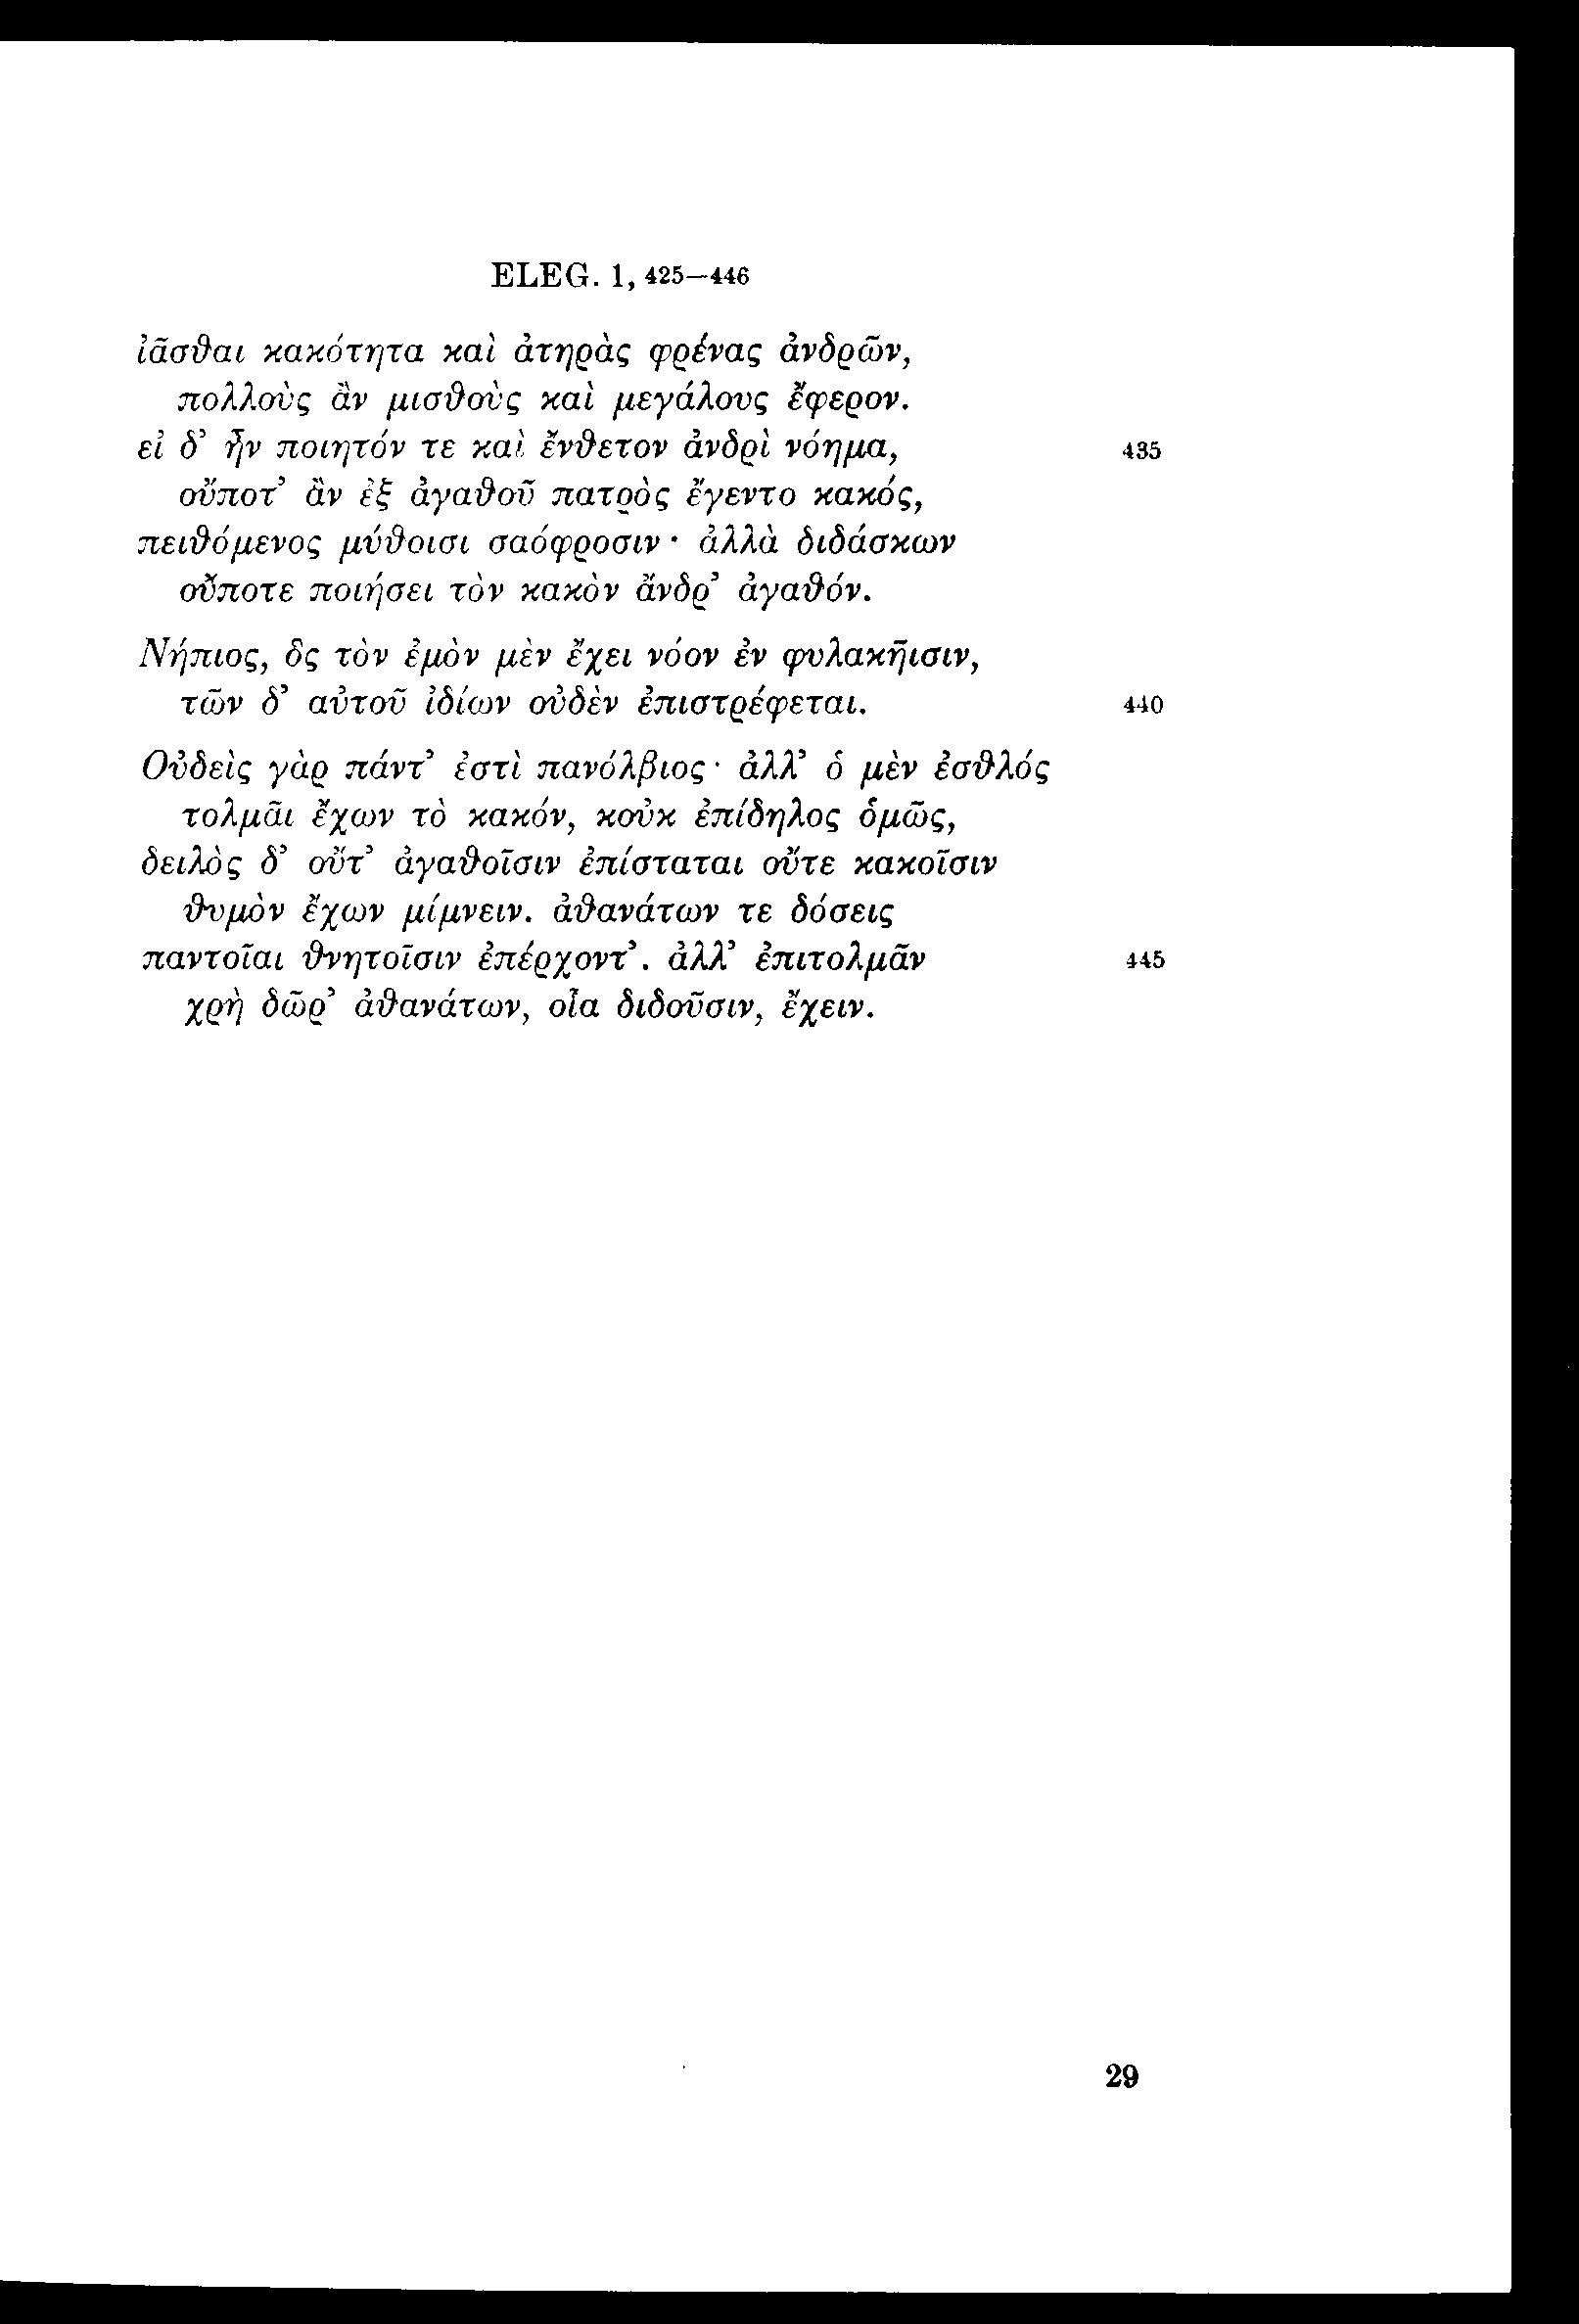 ELEG. 1, 425—446
ἰᾶσθαι κακότητα καὶ ἀτηρὰς φρένας ἀνδρῶν,
πολλοὺς ἂν μισθοὺς καὶ μεγάλους ἔφερον.
εἰ δ’ ἦν ποιητόν τε καὶ ἔνθετον ἀνδρὶ νόημα, 435
οὔποτ’ ἂν ἐξ ἀγαθοῦ πατρὸς ἔγεντο κακός,
πειθόμενος μύθοισι σαόφροσιν· ἀλλὰ διδάσκων
οὔποτε ποιήσει τὸν κακὸν ἄνδρ’ ἀγαθόν.
Νήπιος, ὃς τὸν ἐμὸν μὲν ἔχει νόον ἐν φυλακῆισιν,
τῶν δ’ αὐτοῦ ἰδίων οὐδὲν ἐπιστρέφεται. 440
Οὐδεὶς γὰρ πάντ’ ἐστὶ πανόλβιος· ἀλλ’ ὁ μὲν ἐσθλός
τολμᾶι ἔχων τὸ κακόν, κοὐκ ἐπίδηλος ὁμῶς,
δειλὸς δ’ οὔτ’ ἀγαθοῖσιν ἐπίσταται οὔτε κακοῖσιν
θυμὸν ἔχων μίμνειν. ἀθανάτων τε δόσεις
παντοῖαι θνητοῖσιν ἐπέρχοντ’. ἀλλ’ ἐπιτολμᾶν 445
χρὴ δῶρ’ ἀθανάτων, οἷα διδοῦσιν, ἔχειν.
29